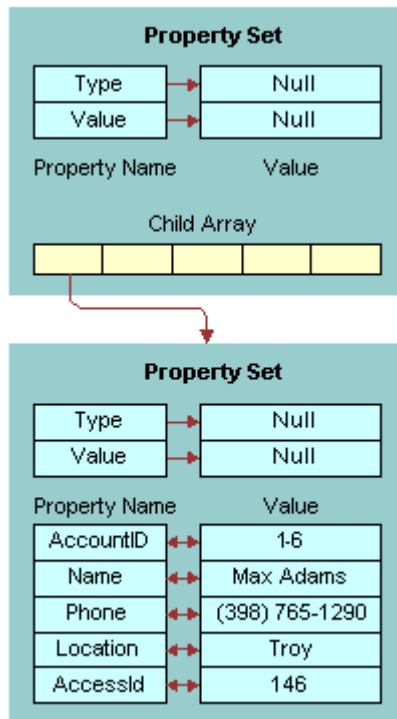 Property Set
Type Null
Value Null
Property Name Value
Child Array
Property Set
Type Null
Value Null
Property Name Value
AccountID 1-6
Name Max Adams
Phone (398) 765-1290
Location Troy
AccessId 146